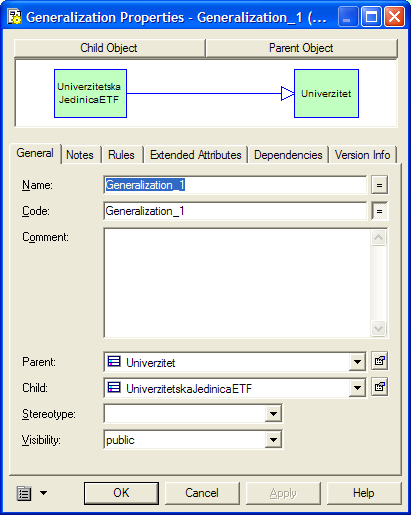 Generalization Properties - Generalization_1 (...
Child Object
Parent Object
Univerzitetska
JedinicaETF
Univerzitet
General
Notes
Rules
Extended Attributes
Dependencies
Version Info
Name:
Generalization_1
=
Code:
Generalization_1
=
Comment:
Parent:
Univerzitet
Child:
UniverzitetskaJedinicaETF
Stereotype:
Visibility:
public
OK
Cancel
Apply
Help